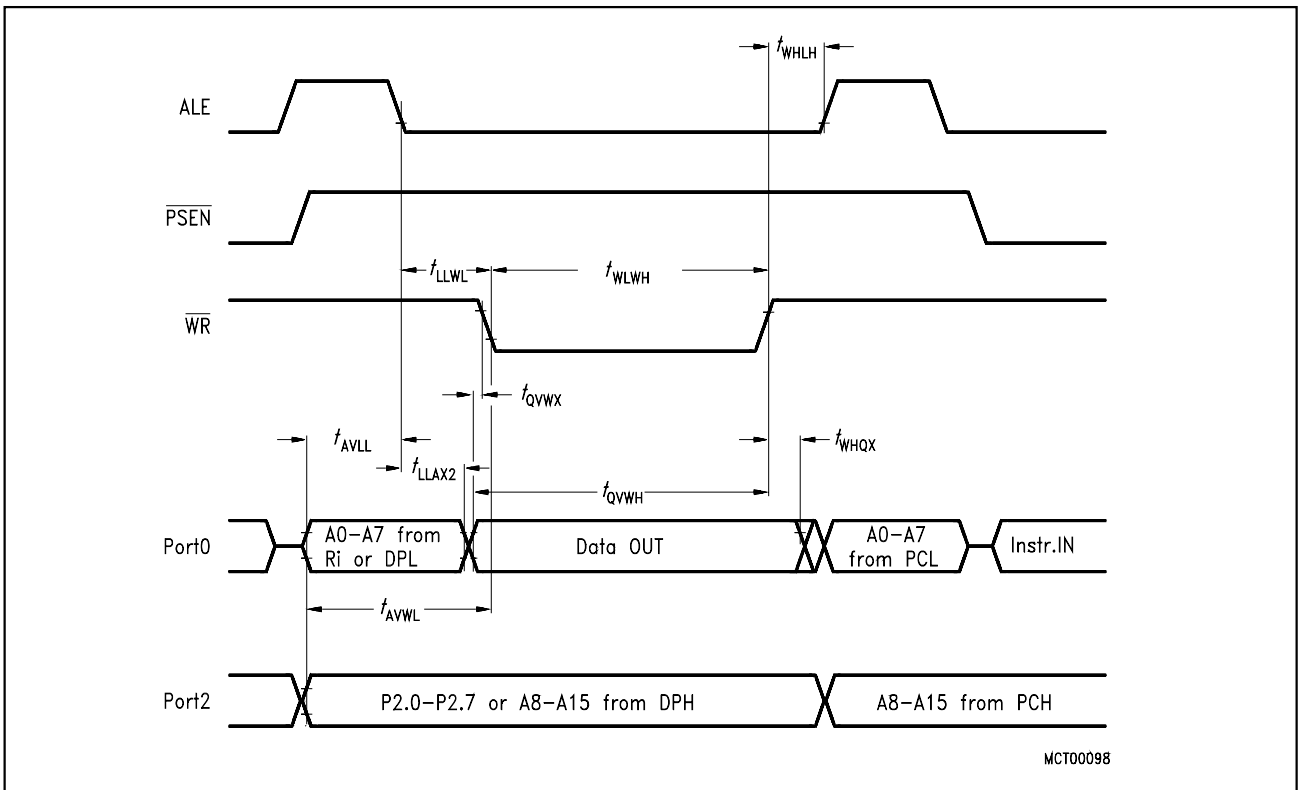 tWHLH
ALE
PSEN
tLLWL
tWLWH
WR
tQVWX
tAVLL
tWHQX
tLLAX2
tQVWH
Port0
A0-A7 from
Ri or DPL
Data OUT
A0-A7
from PCL
Instr.IN
tAVWL
Port2
P2.0-P2.7 or A8-A15 from DPH
A8-A15 from PCH
MCT00098